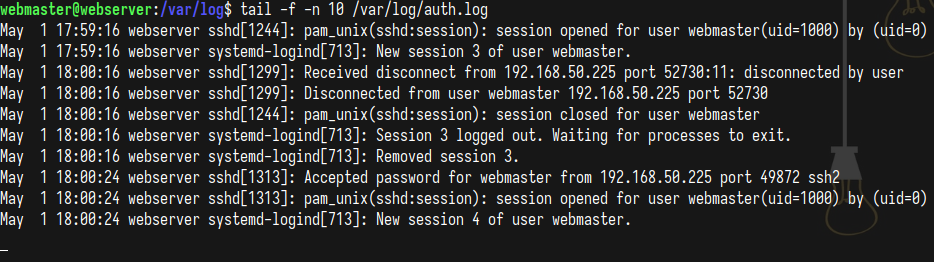 webmaster@webserver:/var/log$ tail -f -n 10 /var/log/auth.log
May  1 17:59:16 webserver sshd[1244]: pam_unix(sshd:session): session opened for user webmaster(uid=1000) by (uid=0)
May  1 17:59:16 webserver systemd-logind[713]: New session 3 of user webmaster.
May  1 18:00:16 webserver sshd[1299]: Received disconnect from 192.168.50.225 port 52730:11: disconnected by user
May  1 18:00:16 webserver sshd[1299]: Disconnected from user webmaster 192.168.50.225 port 52730
May  1 18:00:16 webserver sshd[1244]: pam_unix(sshd:session): session closed for user webmaster
May  1 18:00:16 webserver systemd-logind[713]: Session 3 logged out. Waiting for processes to exit.
May  1 18:00:16 webserver systemd-logind[713]: Removed session 3.
May  1 18:00:24 webserver sshd[1313]: Accepted password for webmaster from 192.168.50.225 port 49872 ssh2
May  1 18:00:24 webserver sshd[1313]: pam_unix(sshd:session): session opened for user webmaster(uid=1000) by (uid=0)
May  1 18:00:24 webserver systemd-logind[713]: New session 4 of user webmaster.